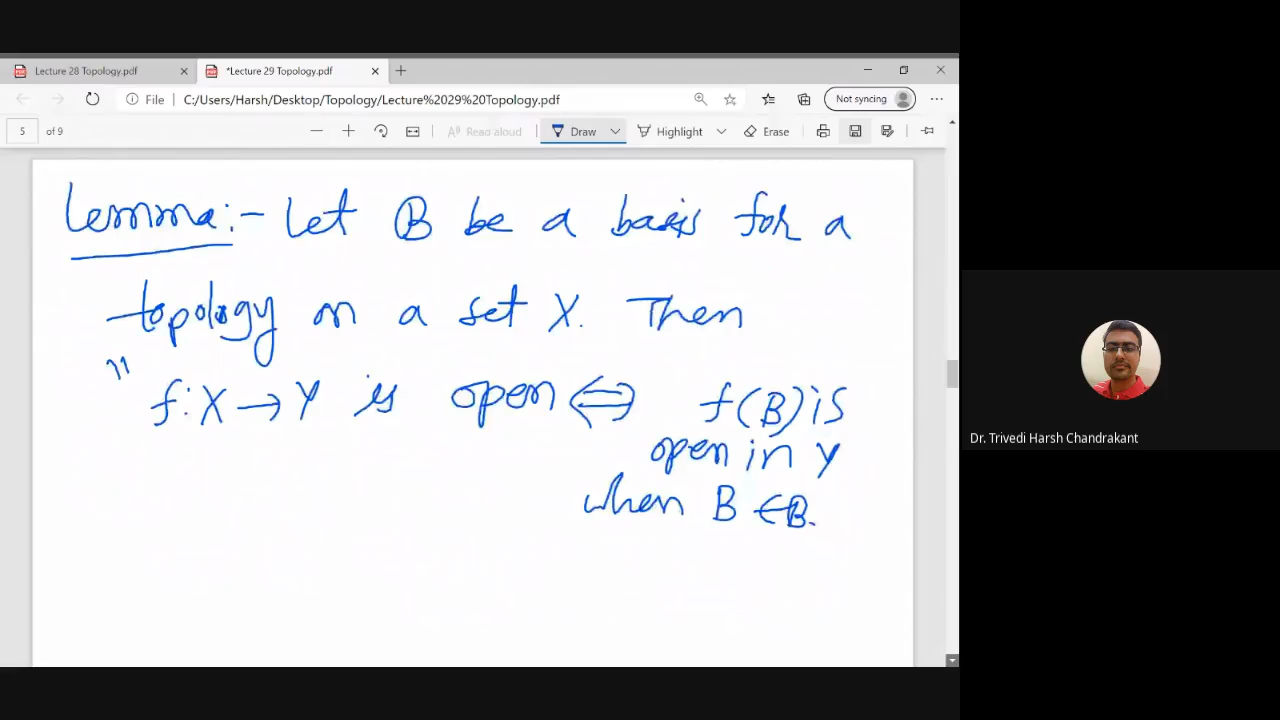 Lecture 28 Topology.pdf
*Lecture 29 Topology.pdf
File C:/Users/Harsh/Desktop/Topology/Lecture%2029%20Topology.pdf
Not syncing
5 of 9
Read aloud
Draw
Highlight
Erase
Lemma:- Let B be a basis for a
topology on a set X. Then
"f:X→Y is open ⇔ f(B) is
open in Y
when B ∈ B.
Dr. Trivedi Harsh Chandrakant